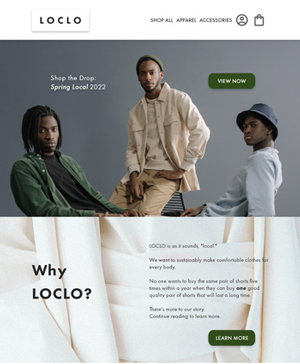 LOCLO
SHOP ALL APPAREL ACCESSORIES
Shop the Drop:
Spring Local 2022
VIEW NOW
Why
LOCLO?
LOCLO is as it sounds, "local."
We want to sustainably make comfortable clothes for
every body.
No one wants to buy the same pair of shorts five
times within a year when they can buy one good
quality pair of shorts that will last a long time.
There's more to our story.
Continue reading to learn more.
LEARN MORE